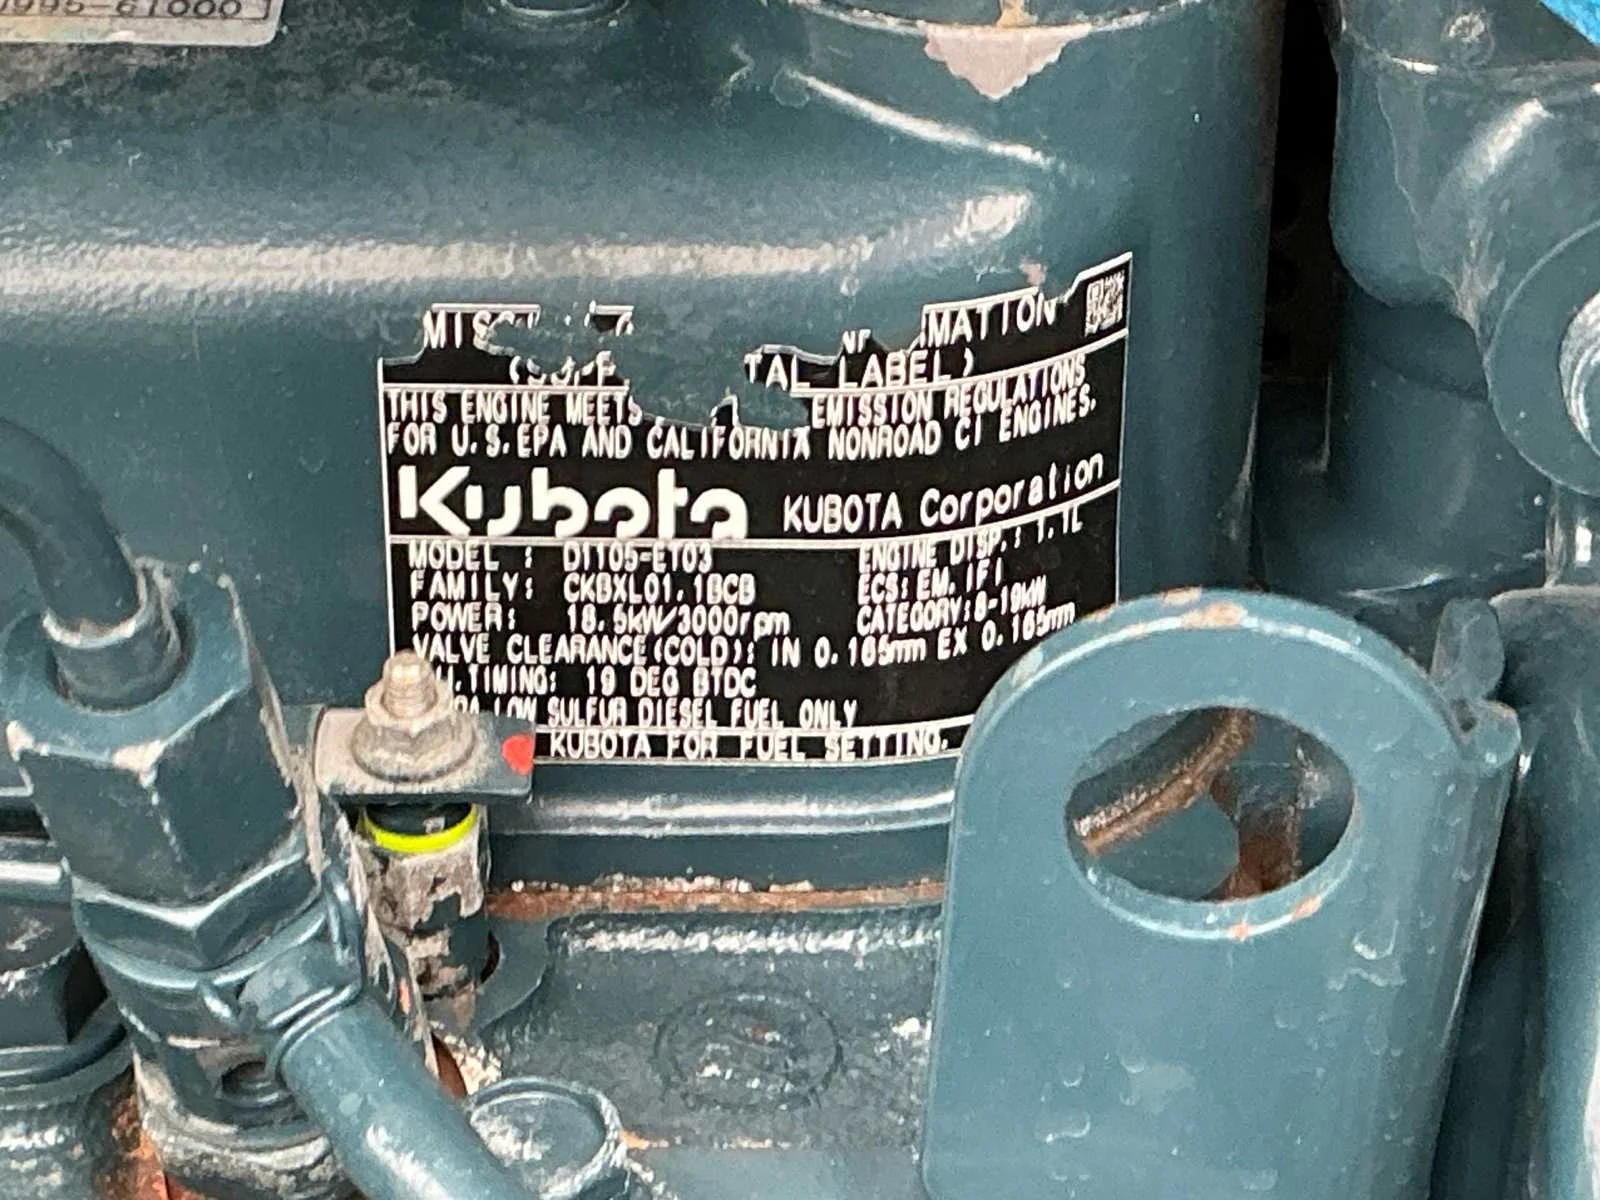 995-61000
MATION
TAL LABEL)
THIS ENGINE MEETS EMISSION REGULATIONS
FOR U.S. EPA AND CALIFORNIA NONROAD CI ENGINES.
Kubota KUBOTA Corporation
MODEL : D1105-ET03 ENGINE DISP.: 1.1L
FAMILY: CKBXL01.1BCB ECS: EM, IFI
POWER: 18.5kW/3000rpm CATEGORY:8-19kW
VALVE CLEARANCE(COLD): IN 0.165mm EX 0.165mm
TIMING: 19 DEG BTDC
LOW SULFUR DIESEL FUEL ONLY
KUBOTA FOR FUEL SETTING.